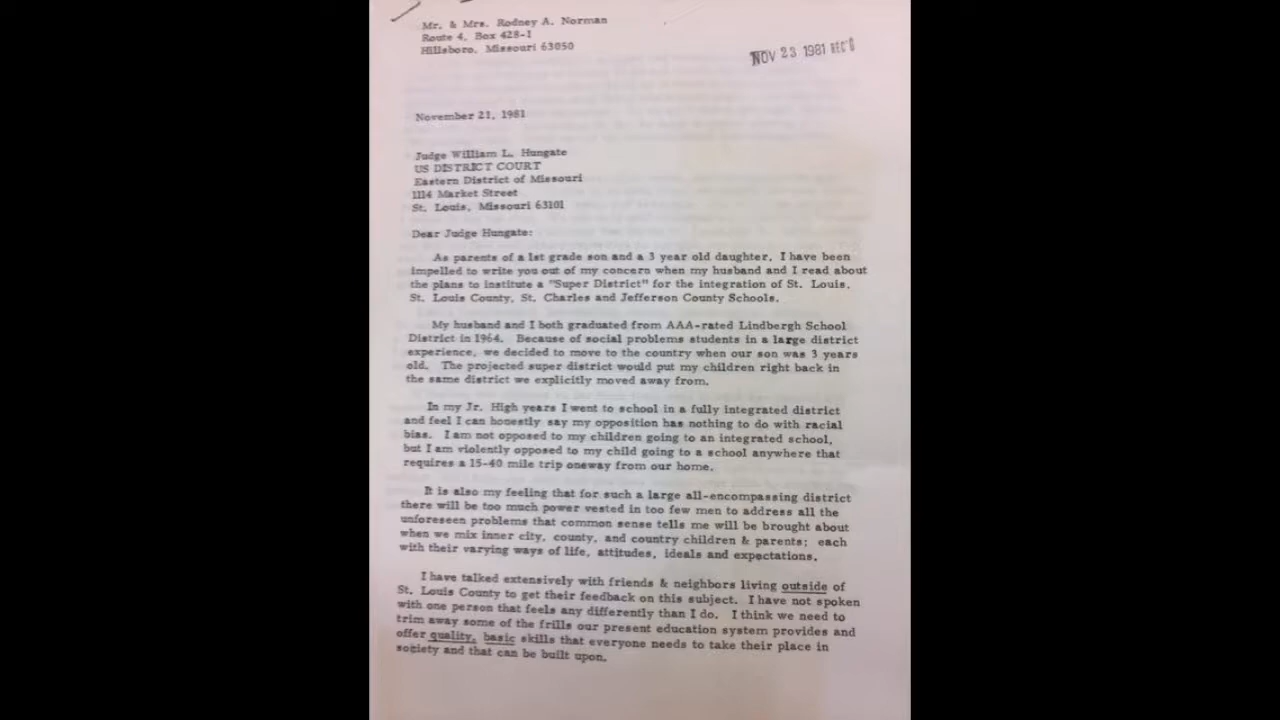 Mr. & Mrs. Rodney A. Norman
Route 4, Box 428-1
Hillsboro, Missouri 63050
NOV 23 1981 REC'D
November 21, 1981
Judge William L. Hungate
US DISTRICT COURT
Eastern District of Missouri
1114 Market Street
St. Louis, Missouri 63101
Dear Judge Hungate:
As parents of a 1st grade son and a 3 year old daughter, I have been
impelled to write you out of my concern when my husband and I read about
the plans to institute a "Super District" for the integration of St. Louis,
St. Louis County, St. Charles and Jefferson County Schools.
My husband and I both graduated from AAA-rated Lindbergh School
District in 1964. Because of social problems students in a large district
experience, we decided to move to the country when our son was 3 years
old. The projected super district would put my children right back in
the same district we explicitly moved away from.
In my Jr. High years I went to school in a fully integrated district
and feel I can honestly say my opposition has nothing to do with racial
bias. I am not opposed to my children going to an integrated school,
but I am violently opposed to my child going to a school anywhere that
requires a 15-40 mile trip oneway from our home.
It is also my feeling that for such a large all-encompassing district
there will be too much power vested in too few men to address all the
unforeseen problems that common sense tells me will be brought about
when we mix inner city, county, and country children & parents; each
with their varying ways of life, attitudes, ideals and expectations.
I have talked extensively with friends & neighbors living outside of
St. Louis County to get their feedback on this subject. I have not spoken
with one person that feels any differently than I do. I think we need to
trim away some of the frills our present education system provides and
offer quality, basic skills that everyone needs to take their place in
society and that can be built upon.